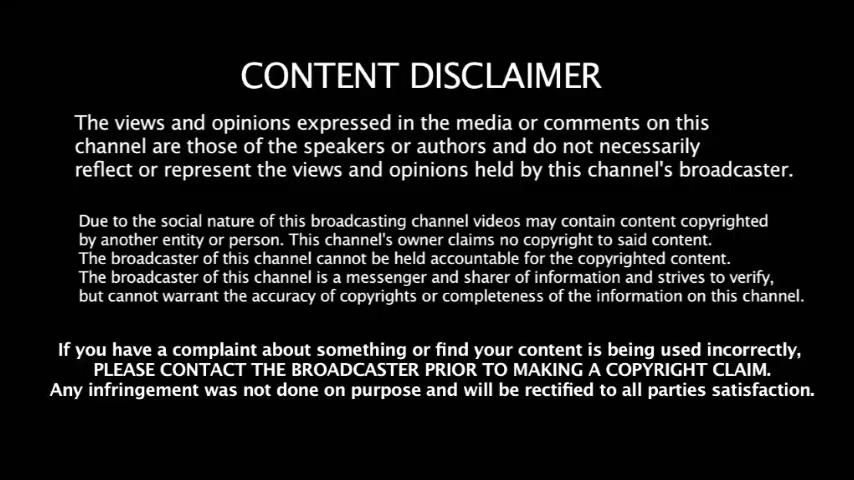 CONTENT DISCLAIMER
The views and opinions expressed in the media or comments on this
channel are those of the speakers or authors and do not necessarily
reflect or represent the views and opinions held by this channel's broadcaster.
Due to the social nature of this broadcasting channel videos may contain content copyrighted
by another entity or person. This channel's owner claims no copyright to said content.
The broadcaster of this channel cannot be held accountable for the copyrighted content.
The broadcaster of this channel is a messenger and sharer of information and strives to verify,
but cannot warrant the accuracy of copyrights or completeness of the information on this channel.
If you have a complaint about something or find your content is being used incorrectly,
PLEASE CONTACT THE BROADCASTER PRIOR TO MAKING A COPYRIGHT CLAIM.
Any infringement was not done on purpose and will be rectified to all parties satisfaction.